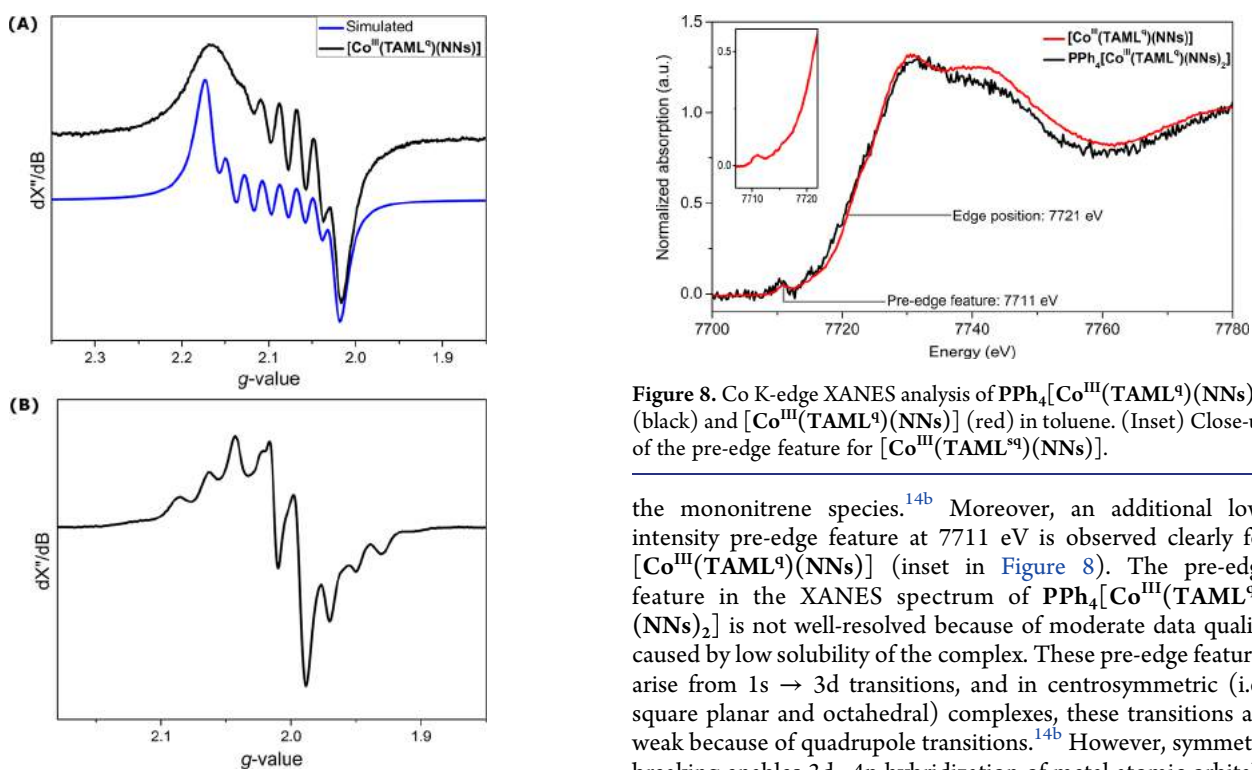 (A)
Simulated
[Co^III(TAML^q)(NNs)]
dX''/dB
2.3 2.2 2.1 2.0 1.9
g-value
(B)
dX''/dB
2.1 2.0 1.9
g-value
1.5
1.0
0.5
0.0
Normalized absorption (a.u.)
0.5
0.0
7710 7720
[Co^III(TAML^q)(NNs)]
PPh4[Co^III(TAML^q)(NNs)2]
Edge position: 7721 eV
Pre-edge feature: 7711 eV
7700 7720 7740 7760 7780
Energy (eV)
Figure 8. Co K-edge XANES analysis of PPh4[Co^III(TAML^q)(NNs)
(black) and [Co^III(TAML^q)(NNs)] (red) in toluene. (Inset) Close-u
of the pre-edge feature for [Co^III(TAML^sq)(NNs)].
the mononitrene species.^14b Moreover, an additional low
intensity pre-edge feature at 7711 eV is observed clearly fo
[Co^III(TAML^q)(NNs)] (inset in Figure 8). The pre-edg
feature in the XANES spectrum of PPh4[Co^III(TAML^q
(NNs)2] is not well-resolved because of moderate data quali
caused by low solubility of the complex. These pre-edge feature
arise from 1s → 3d transitions, and in centrosymmetric (i.e
square planar and octahedral) complexes, these transitions a
weak because of quadrupole transitions.^14b However, symmet